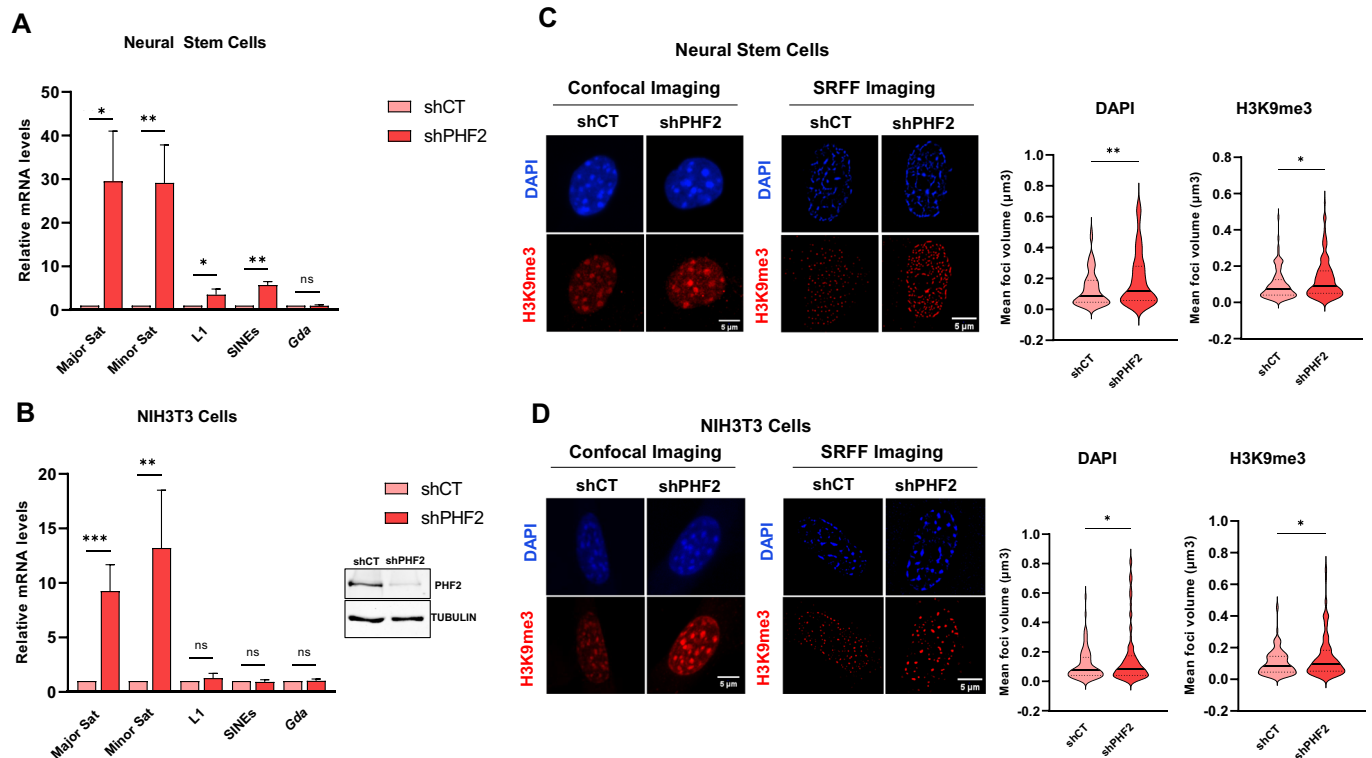 A
Neural Stem Cells
Relative mRNA levels
50
40
30
20
10
0
*
**
*
**
ns
Major Sat
Minor Sat
L1
SINEs
Gda
shCT
shPHF2
B
NIH3T3 Cells
Relative mRNA levels
20
15
10
5
0
***
**
ns
ns
ns
Major Sat
Minor Sat
L1
SINEs
Gda
shCT
shPHF2
shCT shPHF2
PHF2
TUBULIN
C
Neural Stem Cells
Confocal Imaging
shCT shPHF2
DAPI
H3K9me3
5 µm
SRFF Imaging
shCT shPHF2
DAPI
H3K9me3
5 µm
DAPI
Mean foci volume (µm3)
1.0
0.8
0.6
0.4
0.2
0.0
-0.2
**
shCT
shPHF2
H3K9me3
Mean foci volume (µm3)
0.8
0.6
0.4
0.2
0.0
-0.2
*
shCT
shPHF2
D
NIH3T3 Cells
Confocal Imaging
shCT shPHF2
DAPI
H3K9me3
5 µm
SRFF Imaging
shCT shPHF2
DAPI
H3K9me3
5 µm
DAPI
Mean foci volume (µm3)
1.0
0.8
0.6
0.4
0.2
0.0
-0.2
*
shCT
shPHF2
H3K9me3
Mean foci volume (µm3)
1.0
0.8
0.6
0.4
0.2
0.0
-0.2
*
shCT
shPHF2